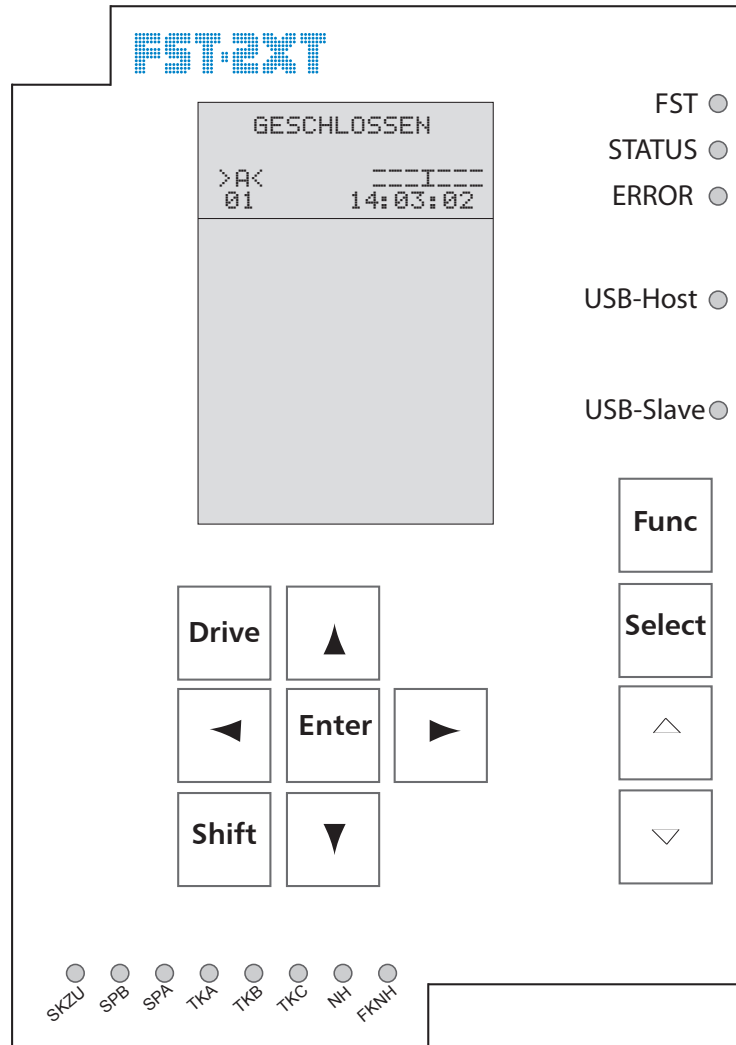 FST·2XT
GESCHLOSSEN
>A<
01 14:03:02
FST
STATUS
ERROR
USB-Host
USB-Slave
Func
Select
Drive
Enter
Shift
SKZU SPB SPA TKA TKB TKC NH FKNH